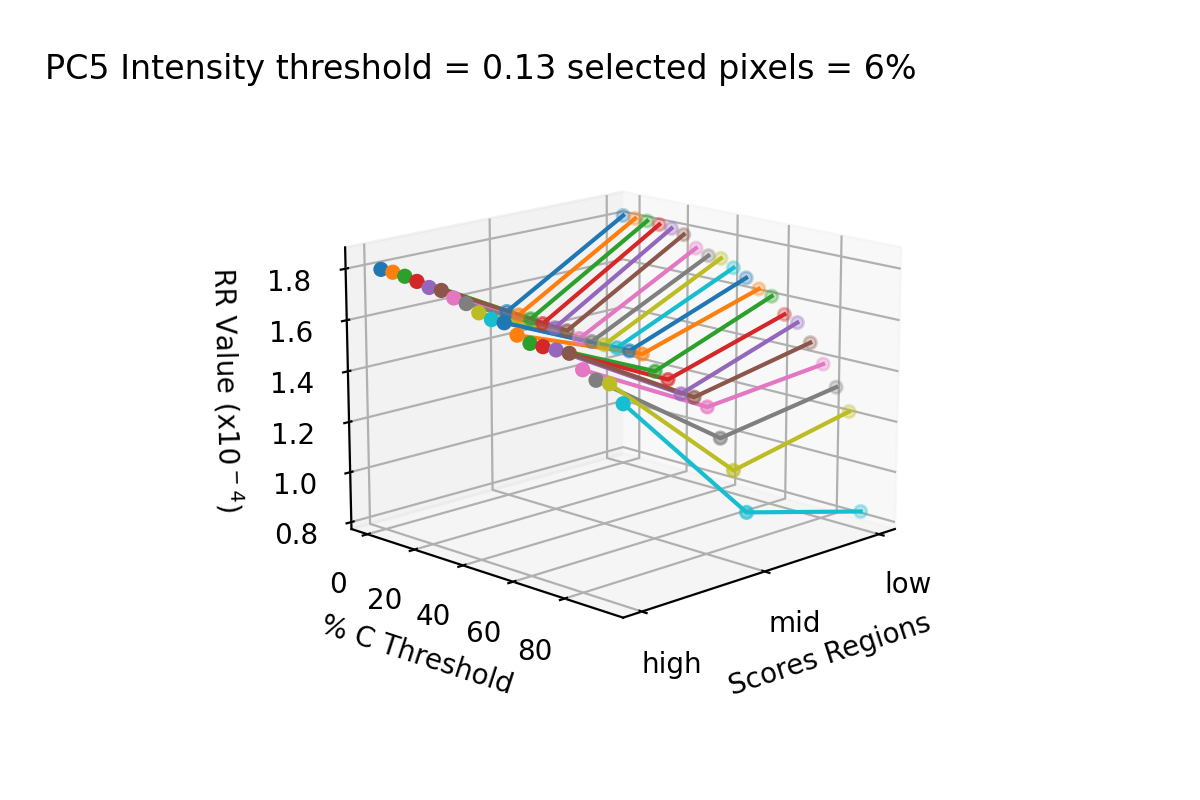 PC5 Intensity threshold = 0.13 selected pixels = 6%
RR Value (x10⁻⁴)
1.8
1.6
1.4
1.2
1.0
0.8
0
20
40
60
80
% C Threshold
high
mid
low
Scores Regions